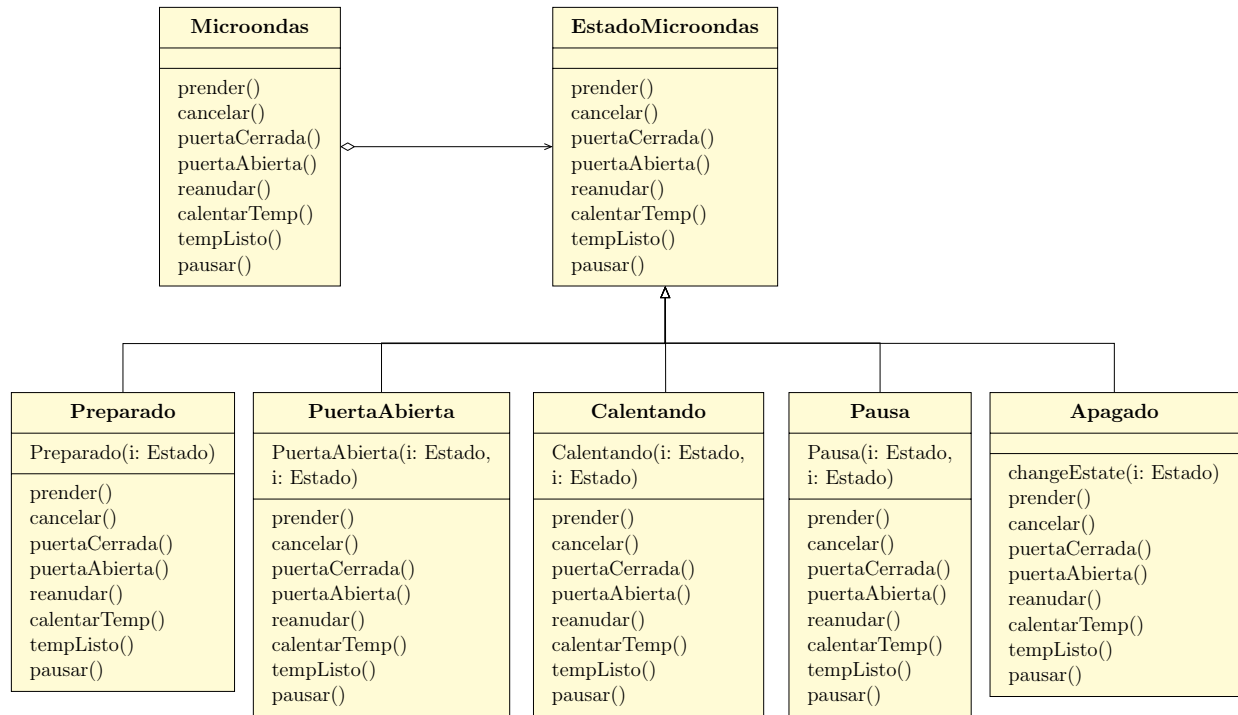 Microondas
prender()
cancelar()
puertaCerrada()
puertaAbierta()
reanudar()
calentarTemp()
tempListo()
pausar()
EstadoMicroondas
prender()
cancelar()
puertaCerrada()
puertaAbierta()
reanudar()
calentarTemp()
tempListo()
pausar()
Preparado
Preparado(i: Estado)
prender()
cancelar()
puertaCerrada()
puertaAbierta()
reanudar()
calentarTemp()
tempListo()
pausar()
PuertaAbierta
PuertaAbierta(i: Estado,
i: Estado)
prender()
cancelar()
puertaCerrada()
puertaAbierta()
reanudar()
calentarTemp()
tempListo()
pausar()
Calentando
Calentando(i: Estado,
i: Estado)
prender()
cancelar()
puertaCerrada()
puertaAbierta()
reanudar()
calentarTemp()
tempListo()
pausar()
Pausa
Pausa(i: Estado,
i: Estado)
prender()
cancelar()
puertaCerrada()
puertaAbierta()
reanudar()
calentarTemp()
tempListo()
pausar()
Apagado
changeEstate(i: Estado)
prender()
cancelar()
puertaCerrada()
puertaAbierta()
reanudar()
calentarTemp()
tempListo()
pausar()